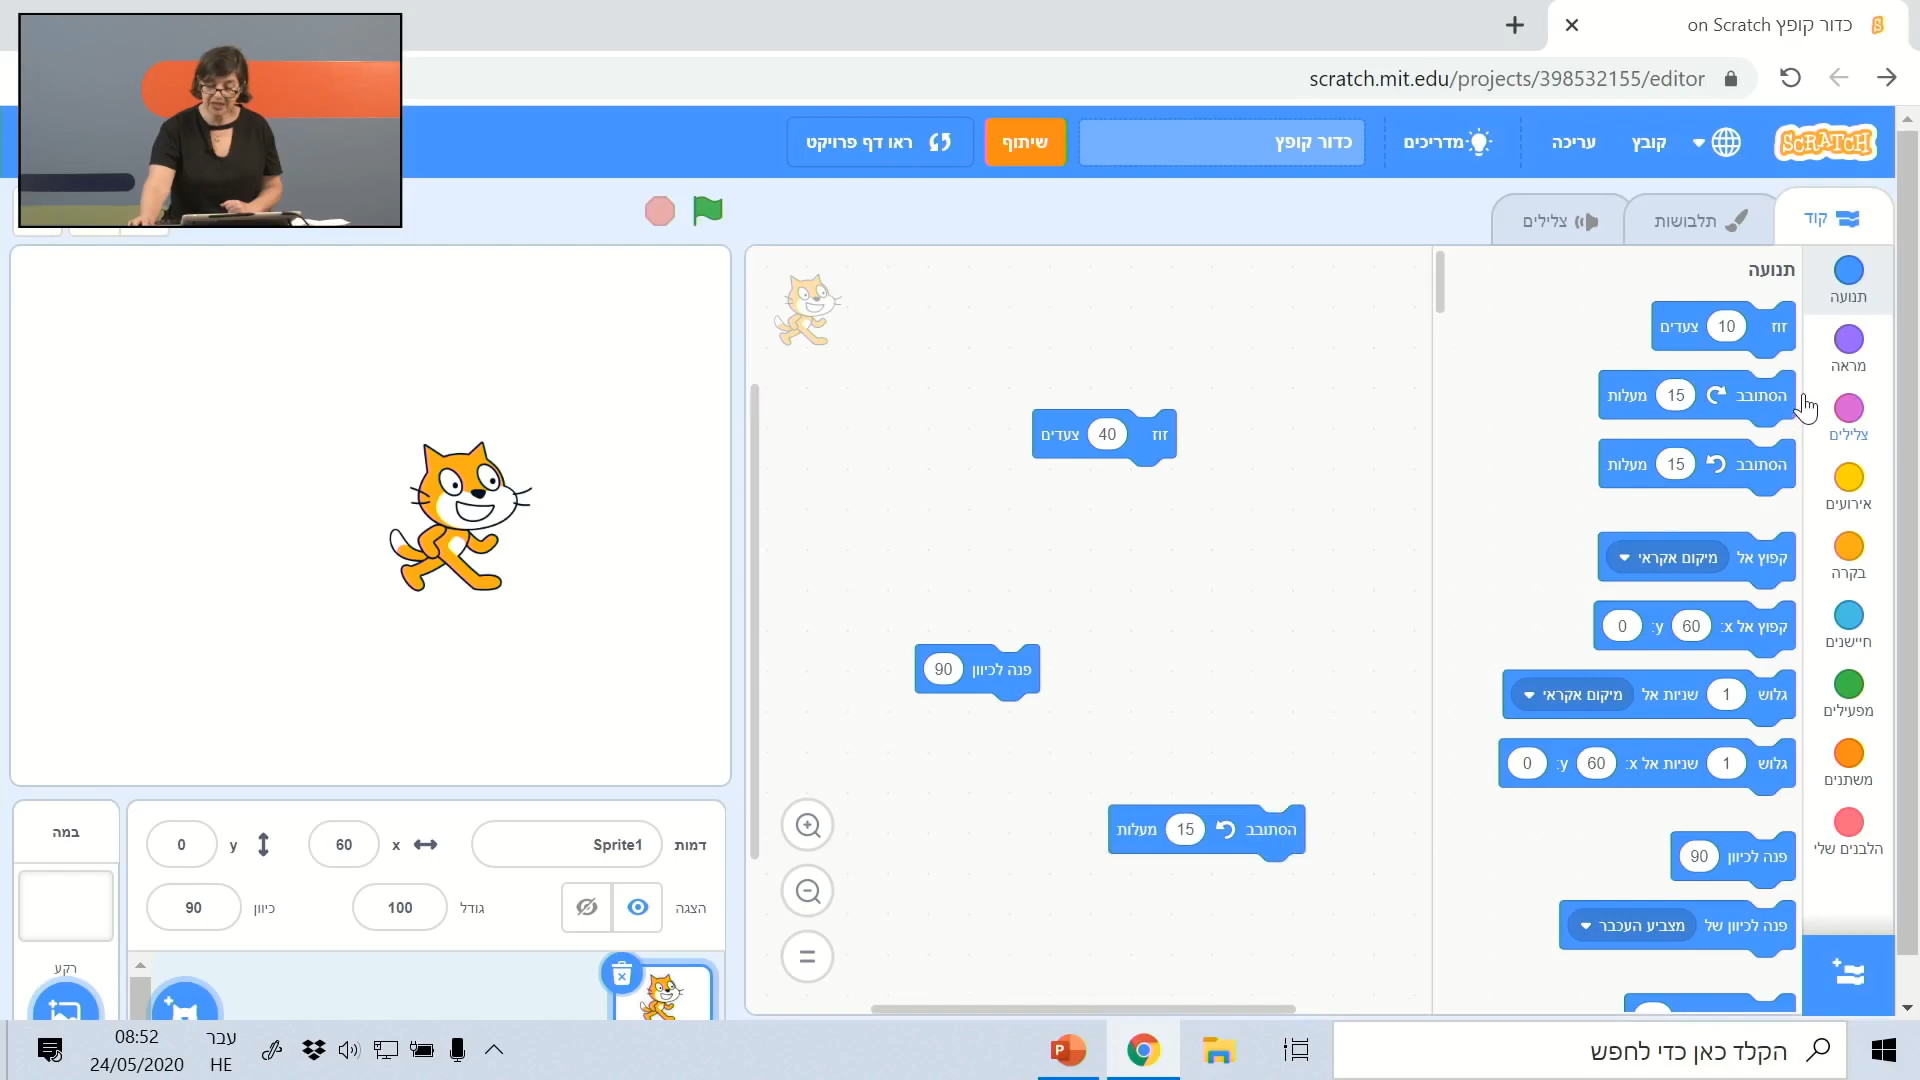 כדור קופץ on Scratch
scratch.mit.edu/projects/398532155/editor
SCRATCH
קובץ
עריכה
מדריכים
כדור קופץ
שיתוף
ראו דף פרויקט
קוד
תלבושות
צלילים
תנועה
מראה
צלילים
אירועים
בקרה
חיישנים
מפעילים
משתנים
הלבנים שלי
תנועה
זוז 10 צעדים
הסתובב 15 מעלות
הסתובב 15 מעלות
קפוץ אל מיקום אקראי
קפוץ אל x: 60 y: 0
גלוש 1 שניות אל מיקום אקראי
גלוש 1 שניות אל x: 60 y: 0
פנה לכיוון 90
פנה לכיוון של מצביע העכבר
זוז 40 צעדים
פנה לכיוון 90
הסתובב 15 מעלות
דמות Sprite1
x 60
y 0
הצגה
גודל 100
כיוון 90
במה
רקע
הקלד כאן כדי לחפש
עבר
HE
08:52
24/05/2020